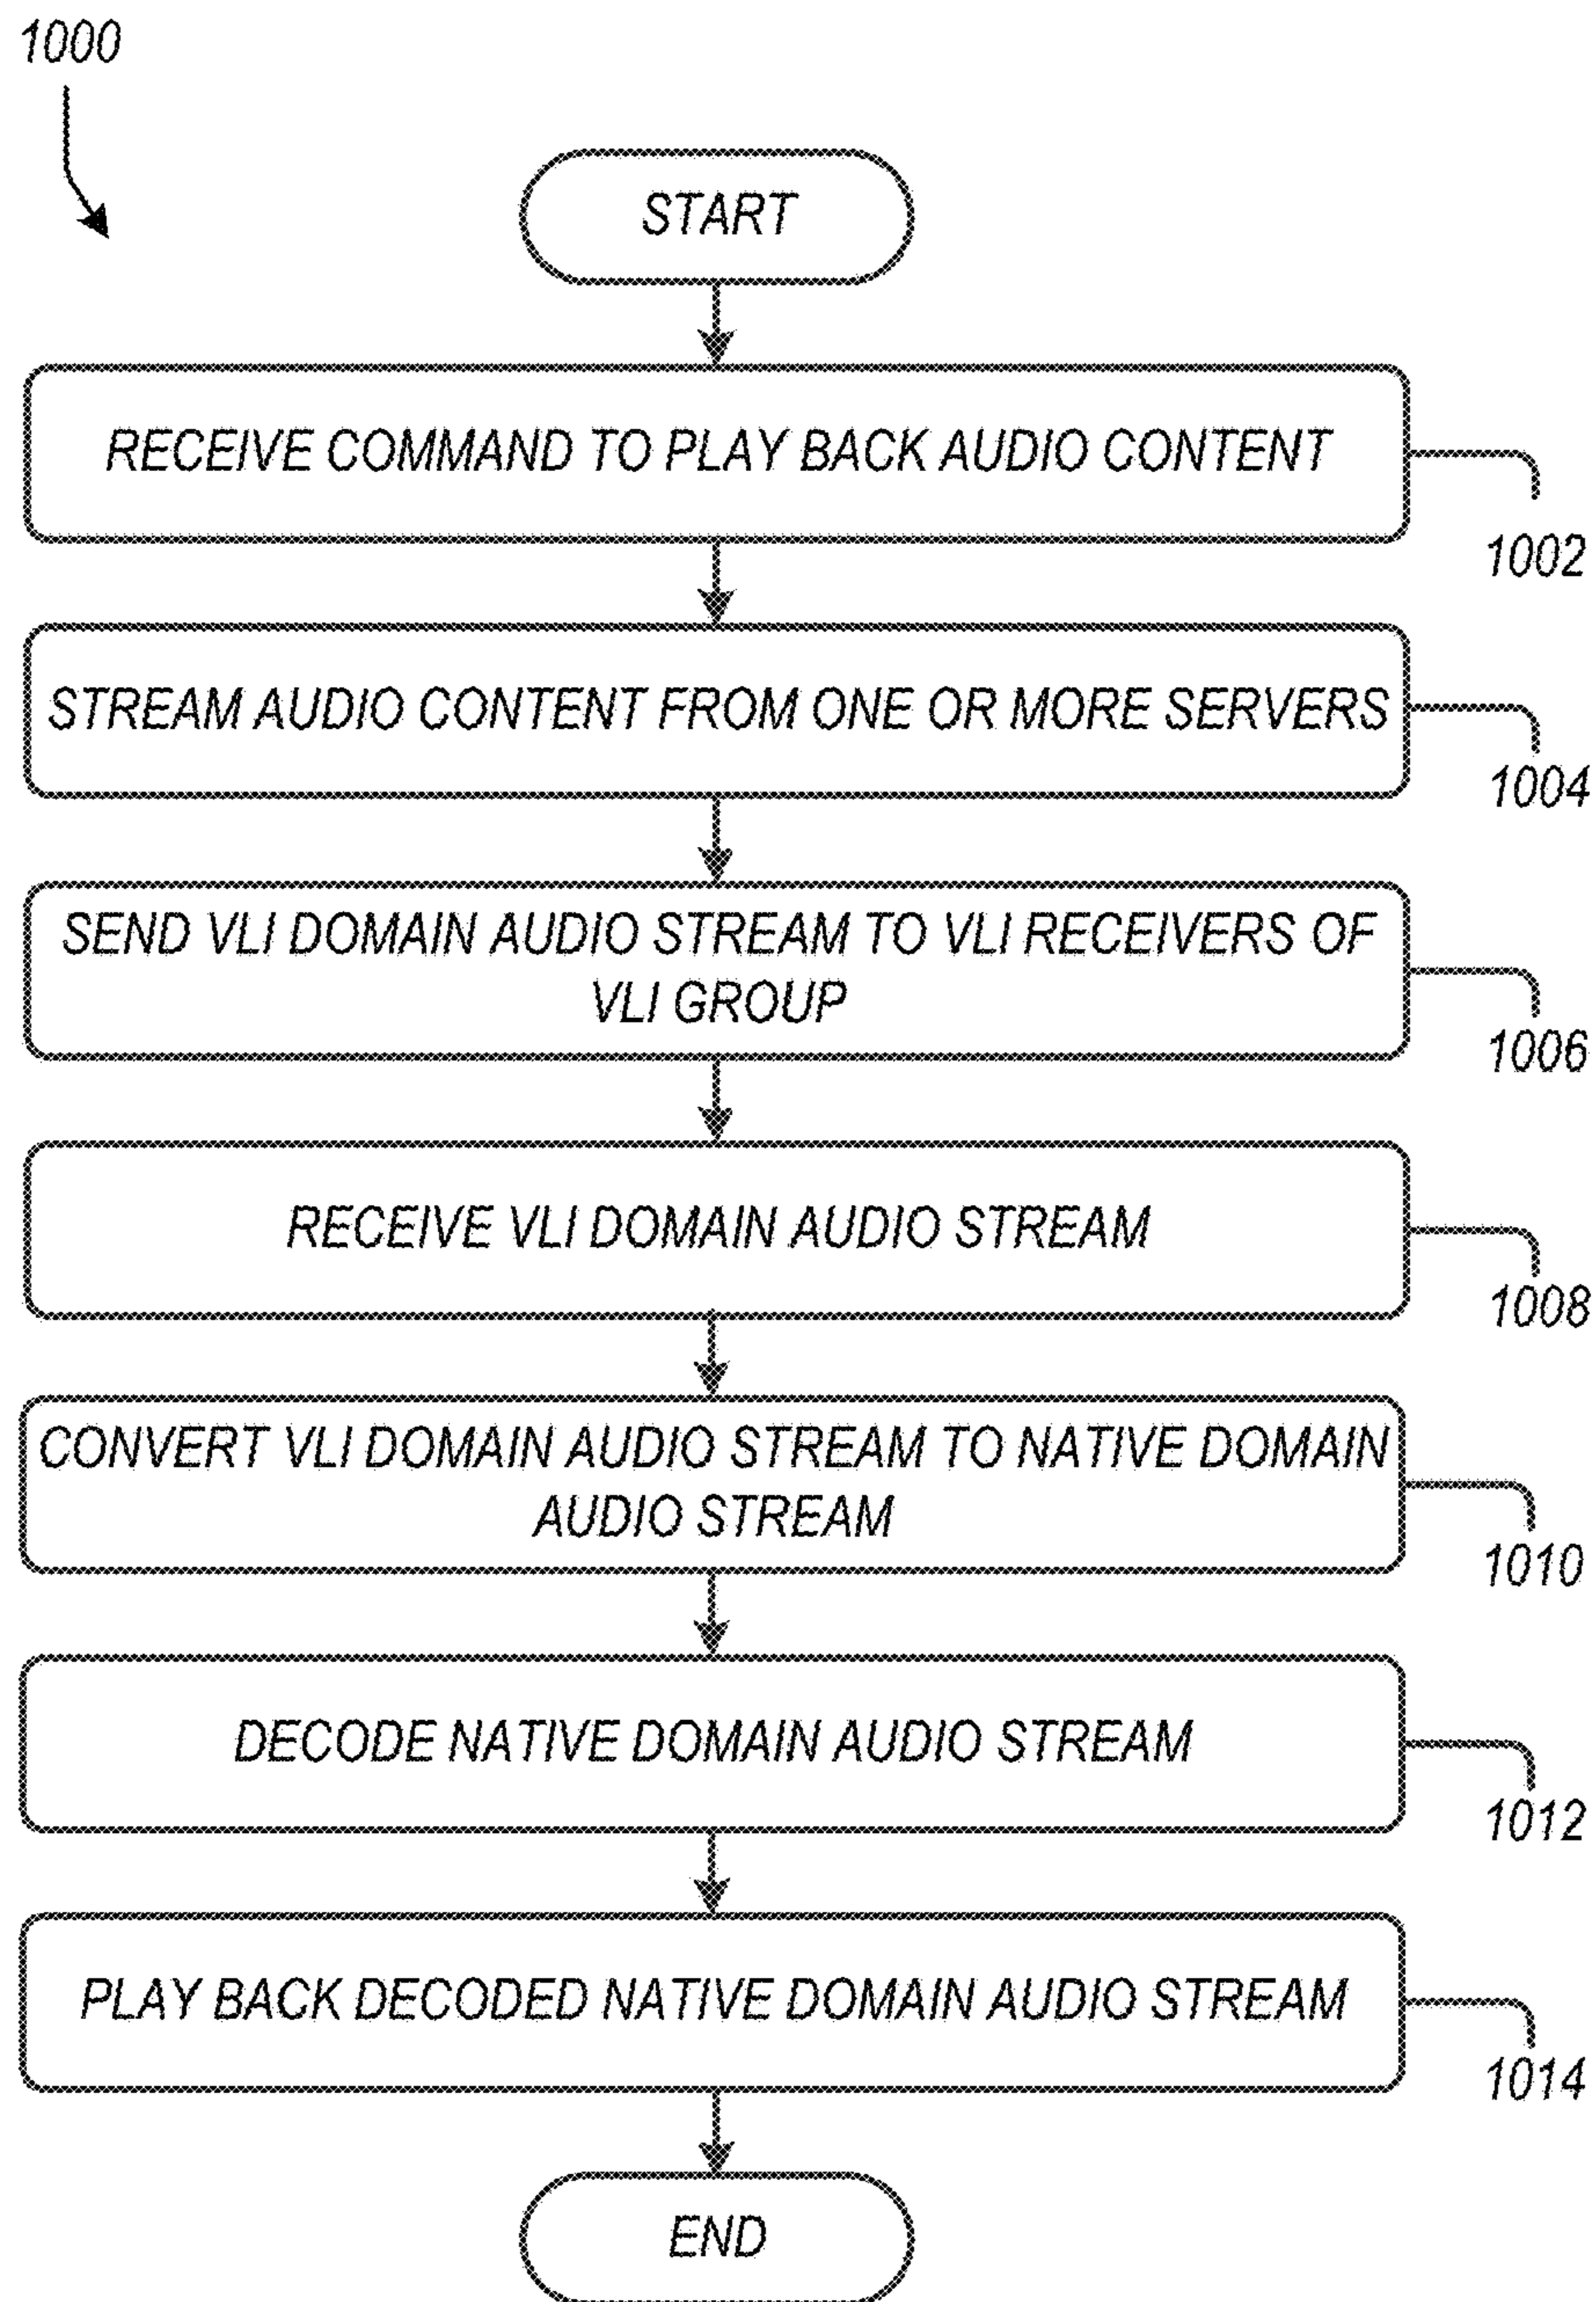 1000
START
RECEIVE COMMAND TO PLAY BACK AUDIO CONTENT
1002
STREAM AUDIO CONTENT FROM ONE OR MORE SERVERS
1004
SEND VLI DOMAIN AUDIO STREAM TO VLI RECEIVERS OF
VLI GROUP
1006
RECEIVE VLI DOMAIN AUDIO STREAM
1008
CONVERT VLI DOMAIN AUDIO STREAM TO NATIVE DOMAIN
AUDIO STREAM
1010
DECODE NATIVE DOMAIN AUDIO STREAM
1012
PLAY BACK DECODED NATIVE DOMAIN AUDIO STREAM
1014
END